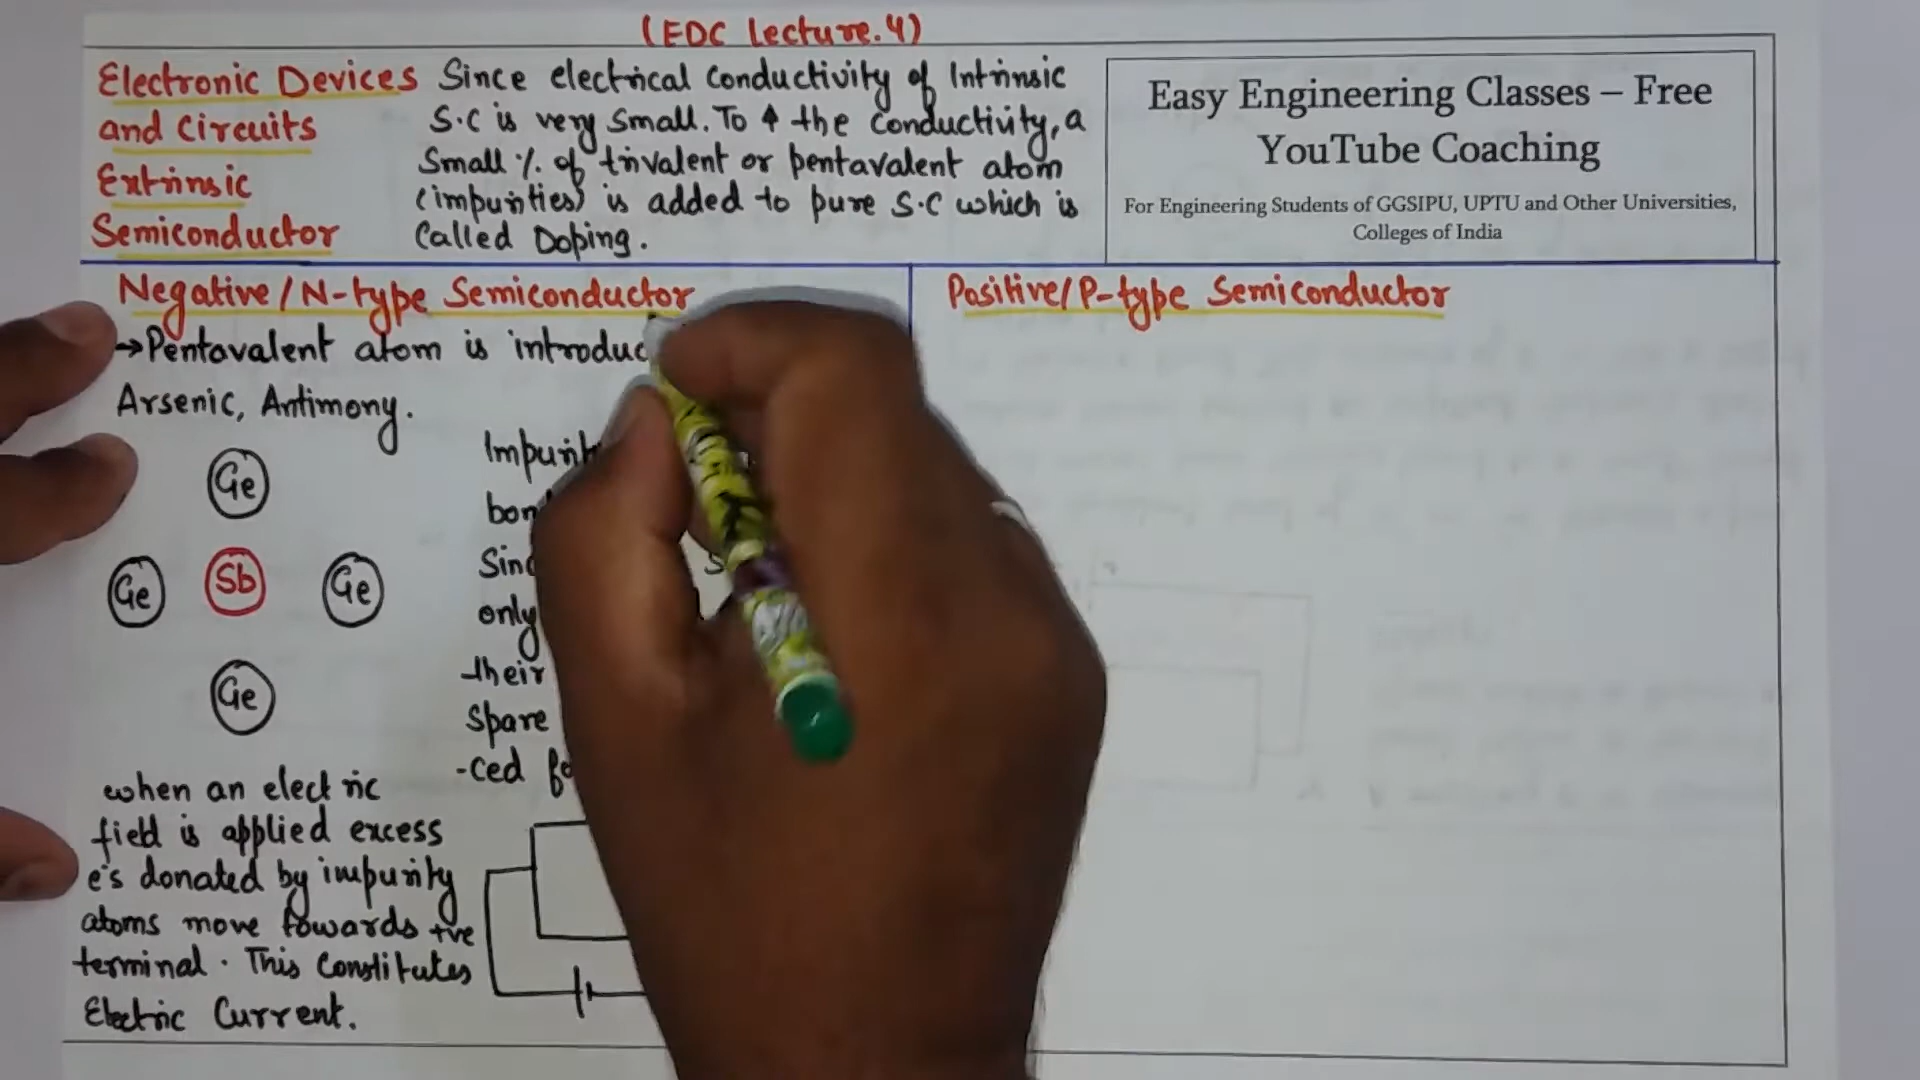 (EDC Lecture.4)
Electronic Devices
and Circuits
Extrinsic
Semiconductor
Since electrical conductivity of Intrinsic
S.C is very small. To ↑ the conductivity, a
small %. of trivalent or pentavalent atom
(impurities) is added to pure S.C which is
called Doping.
Easy Engineering Classes – Free
YouTube Coaching
For Engineering Students of GGSIPU, UPTU and Other Universities,
Colleges of India
Negative/N-type Semiconductor
→Pentavalent atom is
Arsenic, Antimony.
Ge
Ge Sb Ge
Ge
only
their
Spare
-ced
when an electric
field is applied excess
e's donated by impurity
atoms move towards +ve
terminal. This constitutes
Electric Current.
Positive/P-type Semiconductor